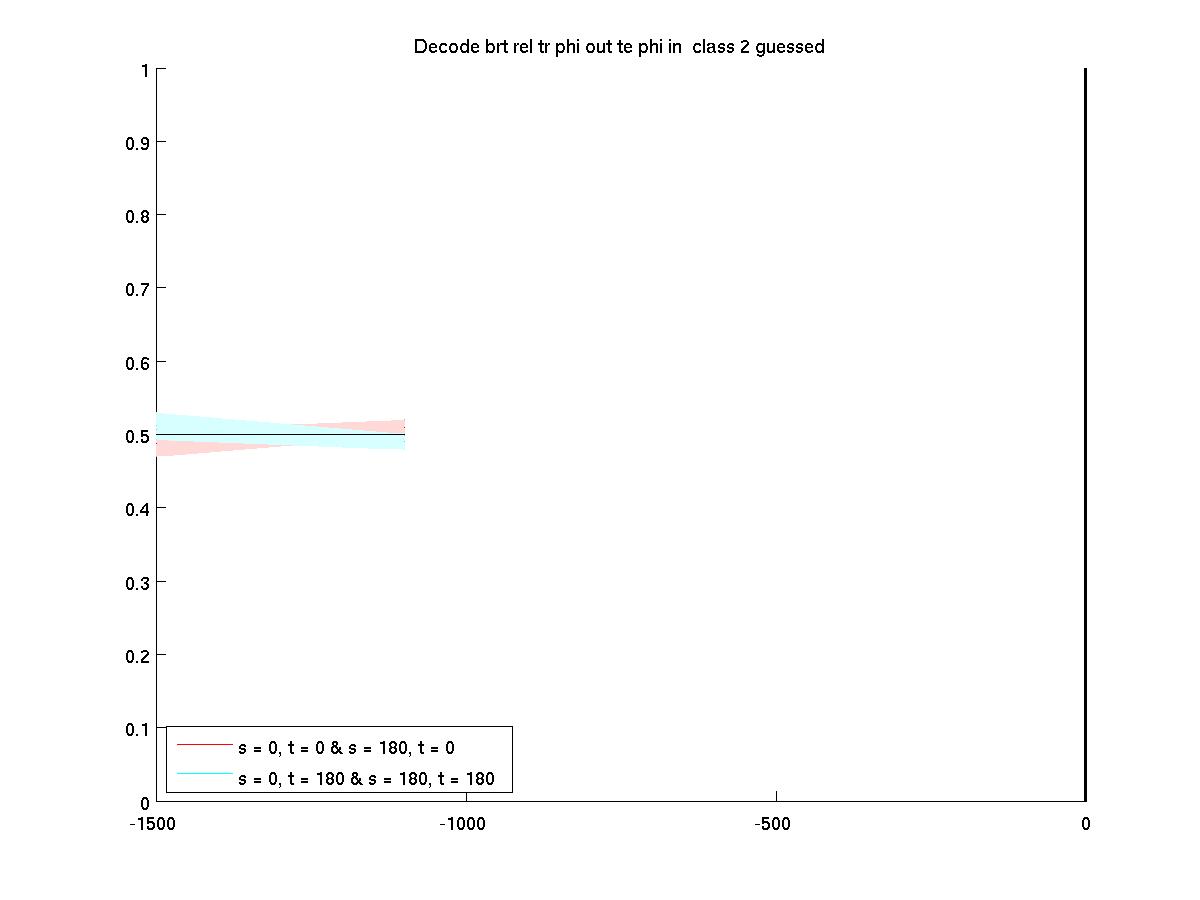 Decode brt rel tr phi out te phi in  class 2 guessed
1
0.9
0.8
0.7
0.6
0.5
0.4
0.3
0.2
0.1
0
s = 0, t = 0 & s = 180, t = 0
s = 0, t = 180 & s = 180, t = 180
-1500 -1000 -500 0